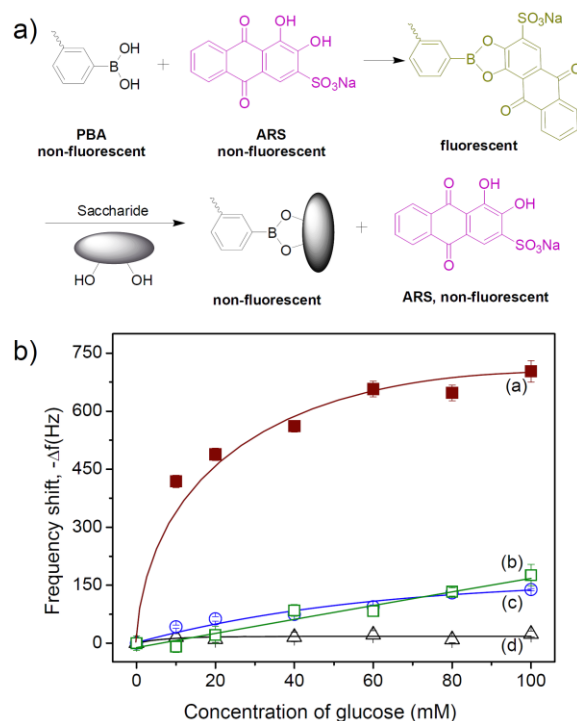 a)
OH
B
OH
+
O
OH
OH
O
SO₃Na
SO₃Na
O
B
O
O
O
PBA
non-fluorescent
ARS
non-fluorescent
fluorescent
Saccharide
HO
OH
O
B
O
+
O
OH
OH
O
SO₃Na
non-fluorescent
ARS, non-fluorescent
b)
Frequency shift, -Δf(Hz)
750
600
450
300
150
0
(a)
(b)
(c)
(d)
0
20
40
60
80
100
Concentration of glucose (mM)